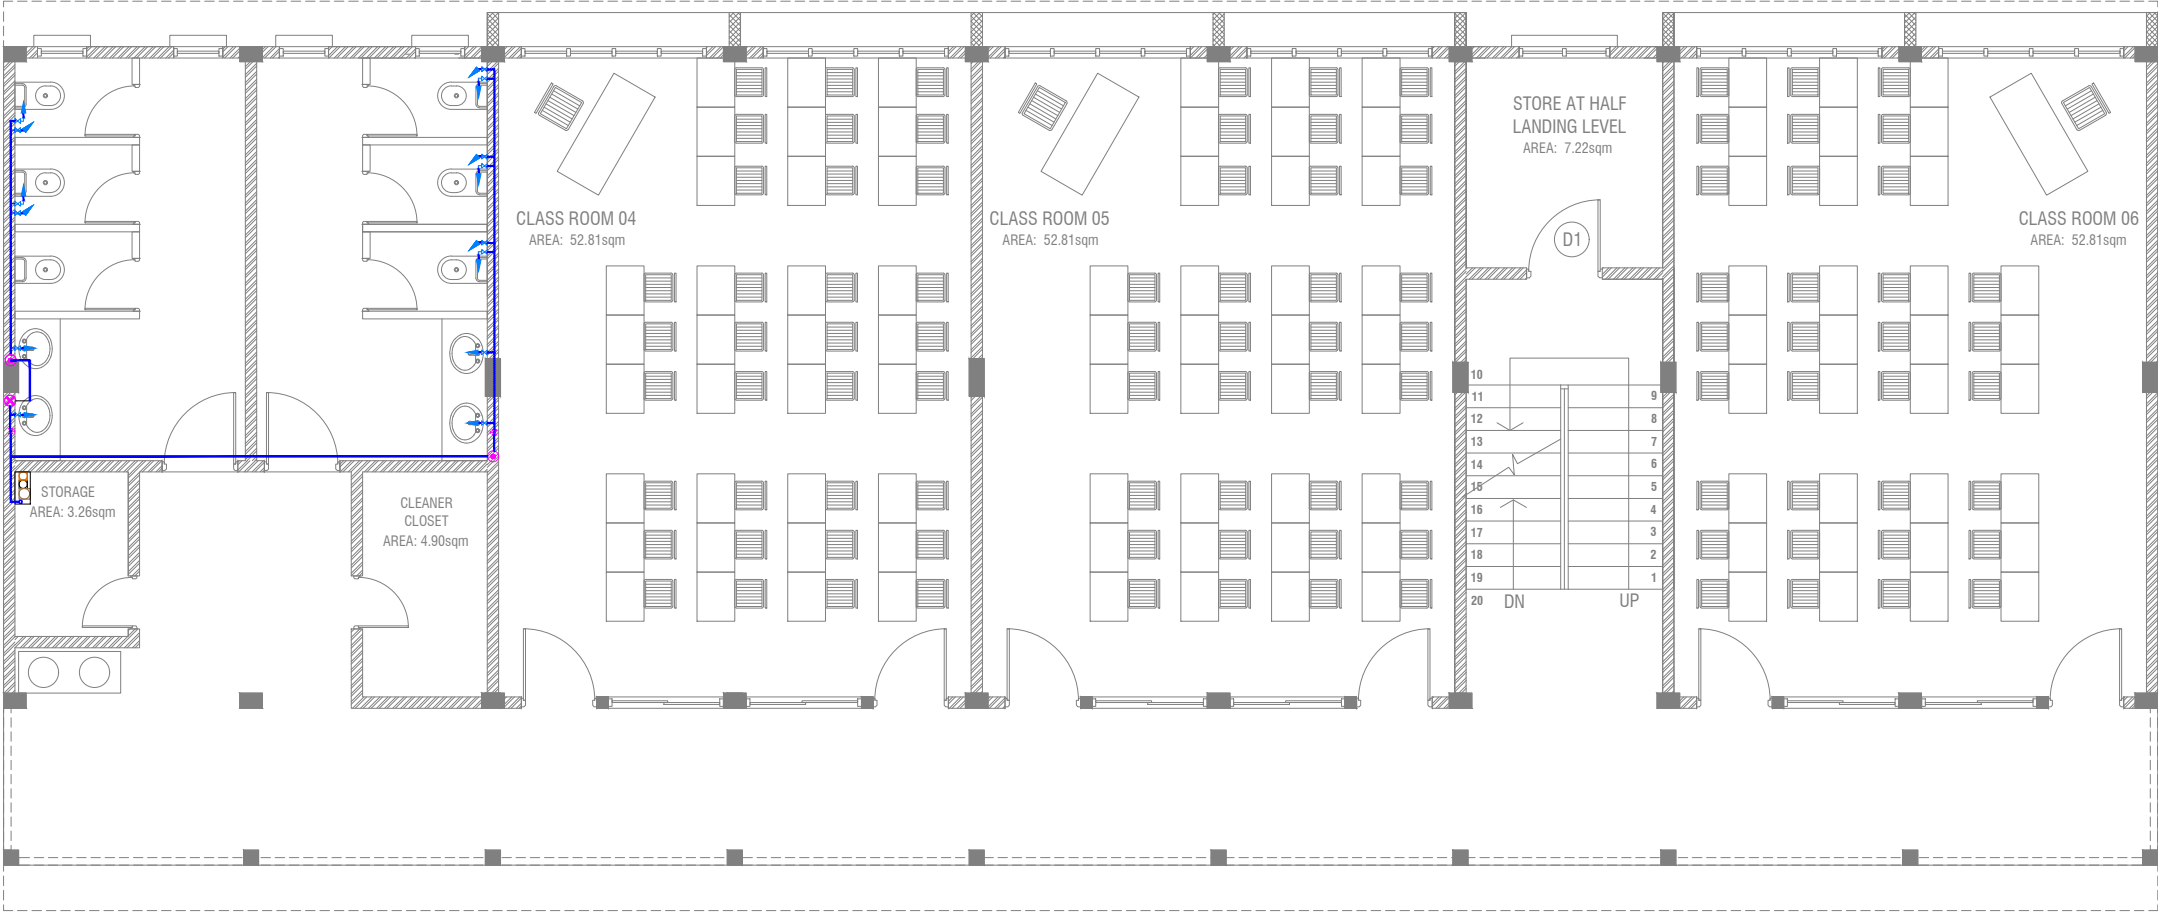 STORE AT HALF
LANDING LEVEL
AREA: 7.22sqm
CLASS ROOM 04
AREA: 52.81sqm
CLASS ROOM 05
AREA: 52.81sqm
CLASS ROOM 06
AREA: 52.81sqm
D1
10
11
12
13
14
15
16
17
18
19
20
9
8
7
6
5
4
3
2
1
DN
UP
STORAGE
AREA: 3.26sqm
CLEANER
CLOSET
AREA: 4.90sqm